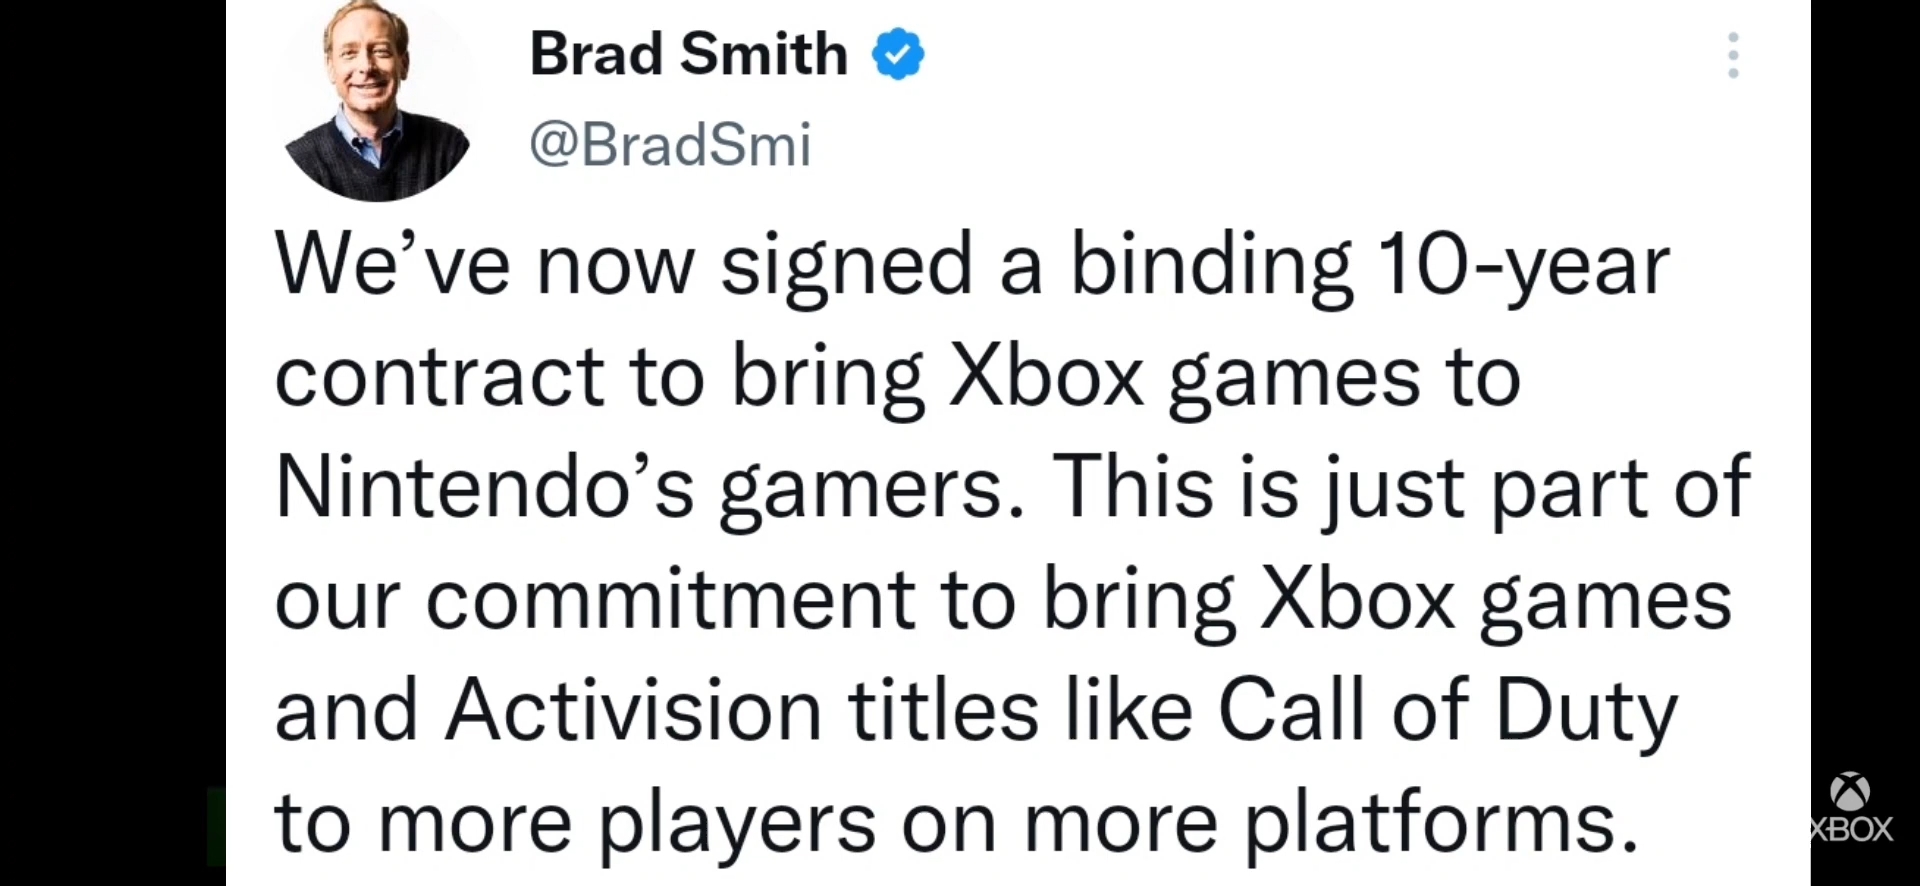 Brad Smith
@BradSmi
We’ve now signed a binding 10-year
contract to bring Xbox games to
Nintendo’s gamers. This is just part of
our commitment to bring Xbox games
and Activision titles like Call of Duty
to more players on more platforms.
XBOX